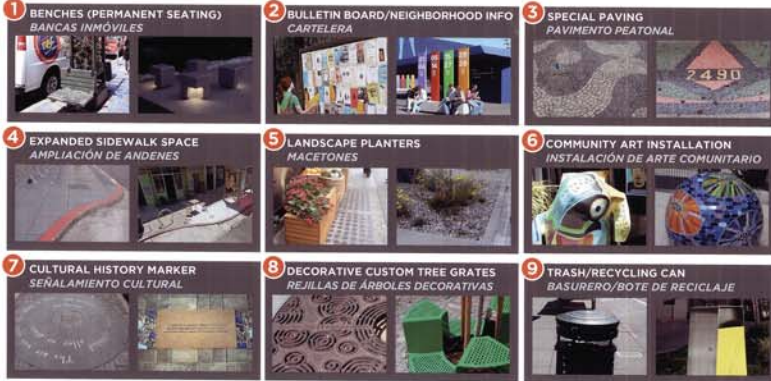 1 BENCHES (PERMANENT SEATING)
BANCAS INMÓVILES
2 BULLETIN BOARD/NEIGHBORHOOD INFO
CARTELERA
3 SPECIAL PAVING
PAVIMENTO PEATONAL
2490
4 EXPANDED SIDEWALK SPACE
AMPLIACIÓN DE ANDENES
5 LANDSCAPE PLANTERS
MACETONES
6 COMMUNITY ART INSTALLATION
INSTALACIÓN DE ARTE COMUNITARIO
7 CULTURAL HISTORY MARKER
SEÑALAMIENTO CULTURAL
8 DECORATIVE CUSTOM TREE GRATES
REJILLAS DE ÁRBOLES DECORATIVAS
9 TRASH/RECYCLING CAN
BASURERO/BOTE DE RECICLAJE